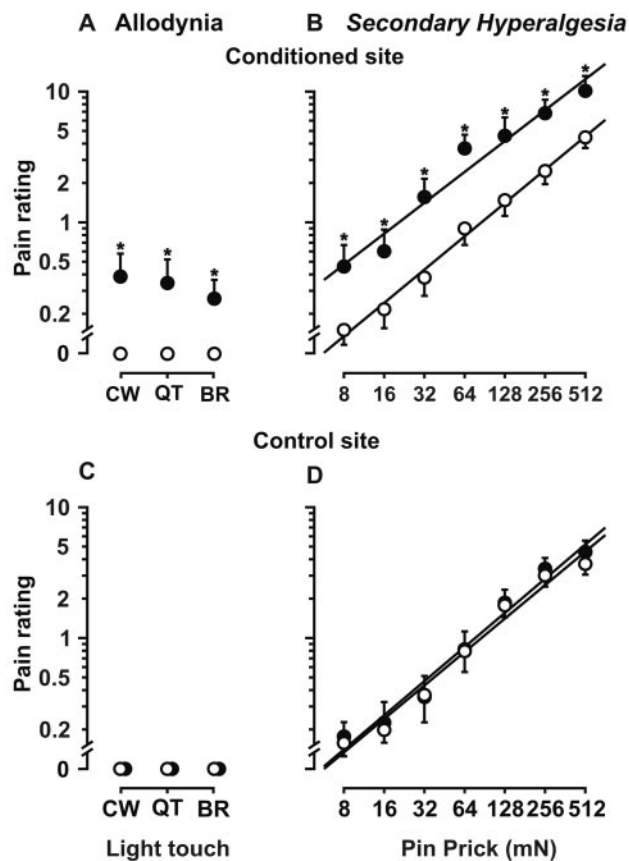 A Allodynia
B Secondary Hyperalgesia
Conditioned site
Pain rating
10
5
2
1
0.5
0.2
0
* * *
CW QT BR
* * * * * * *
8 16 32 64 128 256 512
Control site
C
D
Pain rating
10
5
2
1
0.5
0.2
0
CW QT BR
8 16 32 64 128 256 512
Light touch
Pin Prick (mN)